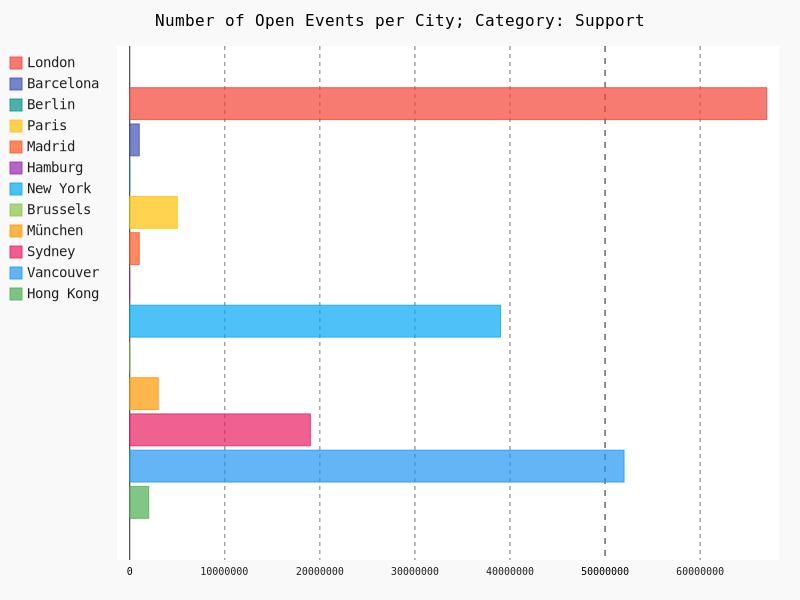 Number of Open Events per City; Category: Support
London
Barcelona
Berlin
Paris
Madrid
Hamburg
New York
Brussels
München
Sydney
Vancouver
Hong Kong
0 10000000 20000000 30000000 40000000 50000000 60000000